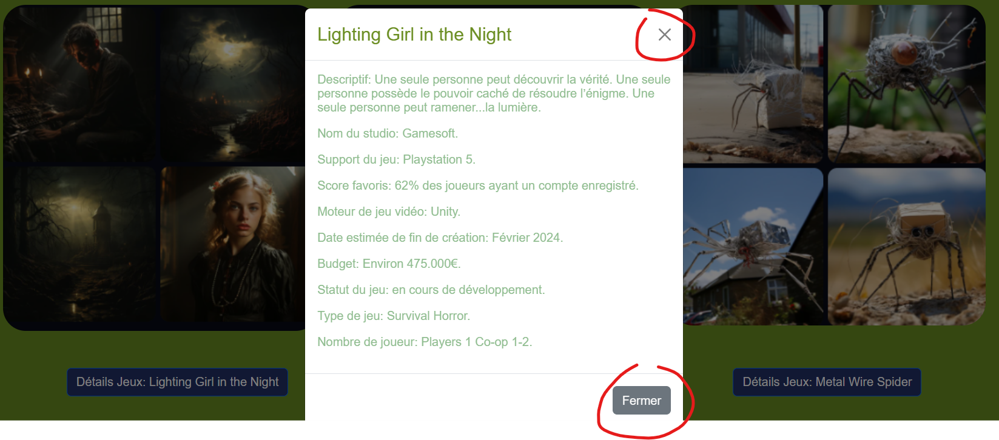 Lighting Girl in the Night
Descriptif: Une seule personne peut découvrir la vérité. Une seule
personne possède le pouvoir caché de résoudre l’énigme. Une
seule personne peut ramener...la lumière.
Nom du studio: Gamesoft.
Support du jeu: Playstation 5.
Score favoris: 62% des joueurs ayant un compte enregistré.
Moteur de jeu vidéo: Unity.
Date estimée de fin de création: Février 2024.
Budget: Environ 475.000€.
Statut du jeu: en cours de développement.
Type de jeu: Survival Horror.
Nombre de joueur: Players 1 Co-op 1-2.
Détails Jeux: Lighting Girl in the Night
Fermer
Détails Jeux: Metal Wire Spider